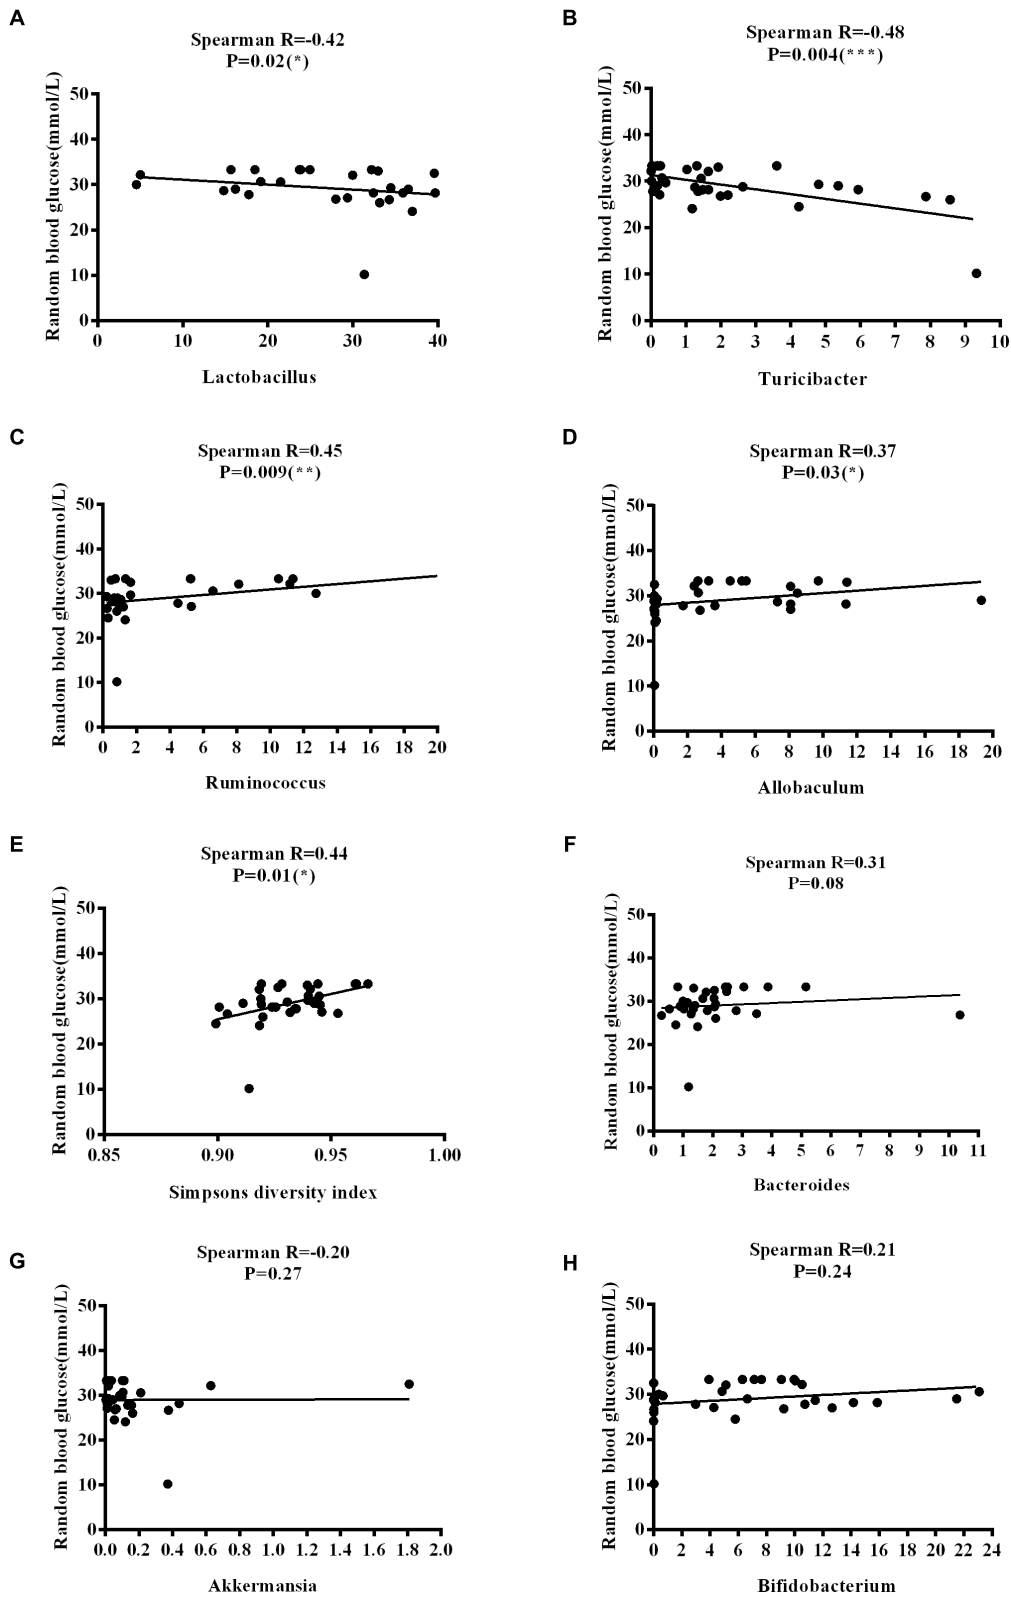 A
Spearman R=-0.42
P=0.02(*)
Random blood glucose(mmol/L)
50
40
30
20
10
0
0 10 20 30 40
Lactobacillus
B
Spearman R=-0.48
P=0.004(***)
Random blood glucose(mmol/L)
50
40
30
20
10
0
0 1 2 3 4 5 6 7 8 9 10
Turicibacter
C
Spearman R=0.45
P=0.009(**)
Random blood glucose(mmol/L)
50
40
30
20
10
0
0 2 4 6 8 10 12 14 16 18 20
Ruminococcus
D
Spearman R=0.37
P=0.03(*)
Random blood glucose(mmol/L)
50
40
30
20
10
0
0 2 4 6 8 10 12 14 16 18 20
Allobaculum
E
Spearman R=0.44
P=0.01(*)
Random blood glucose(mmol/L)
50
40
30
20
10
0
0.85 0.90 0.95 1.00
Simpsons diversity index
F
Spearman R=0.31
P=0.08
Random blood glucose(mmol/L)
50
40
30
20
10
0
0 1 2 3 4 5 6 7 8 9 10 11
Bacteroides
G
Spearman R=-0.20
P=0.27
Random blood glucose(mmol/L)
50
40
30
20
10
0
0.0 0.2 0.4 0.6 0.8 1.0 1.2 1.4 1.6 1.8 2.0
Akkermansia
H
Spearman R=0.21
P=0.24
Random blood glucose(mmol/L)
50
40
30
20
10
0
0 2 4 6 8 10 12 14 16 18 20 22 24
Bifidobacterium